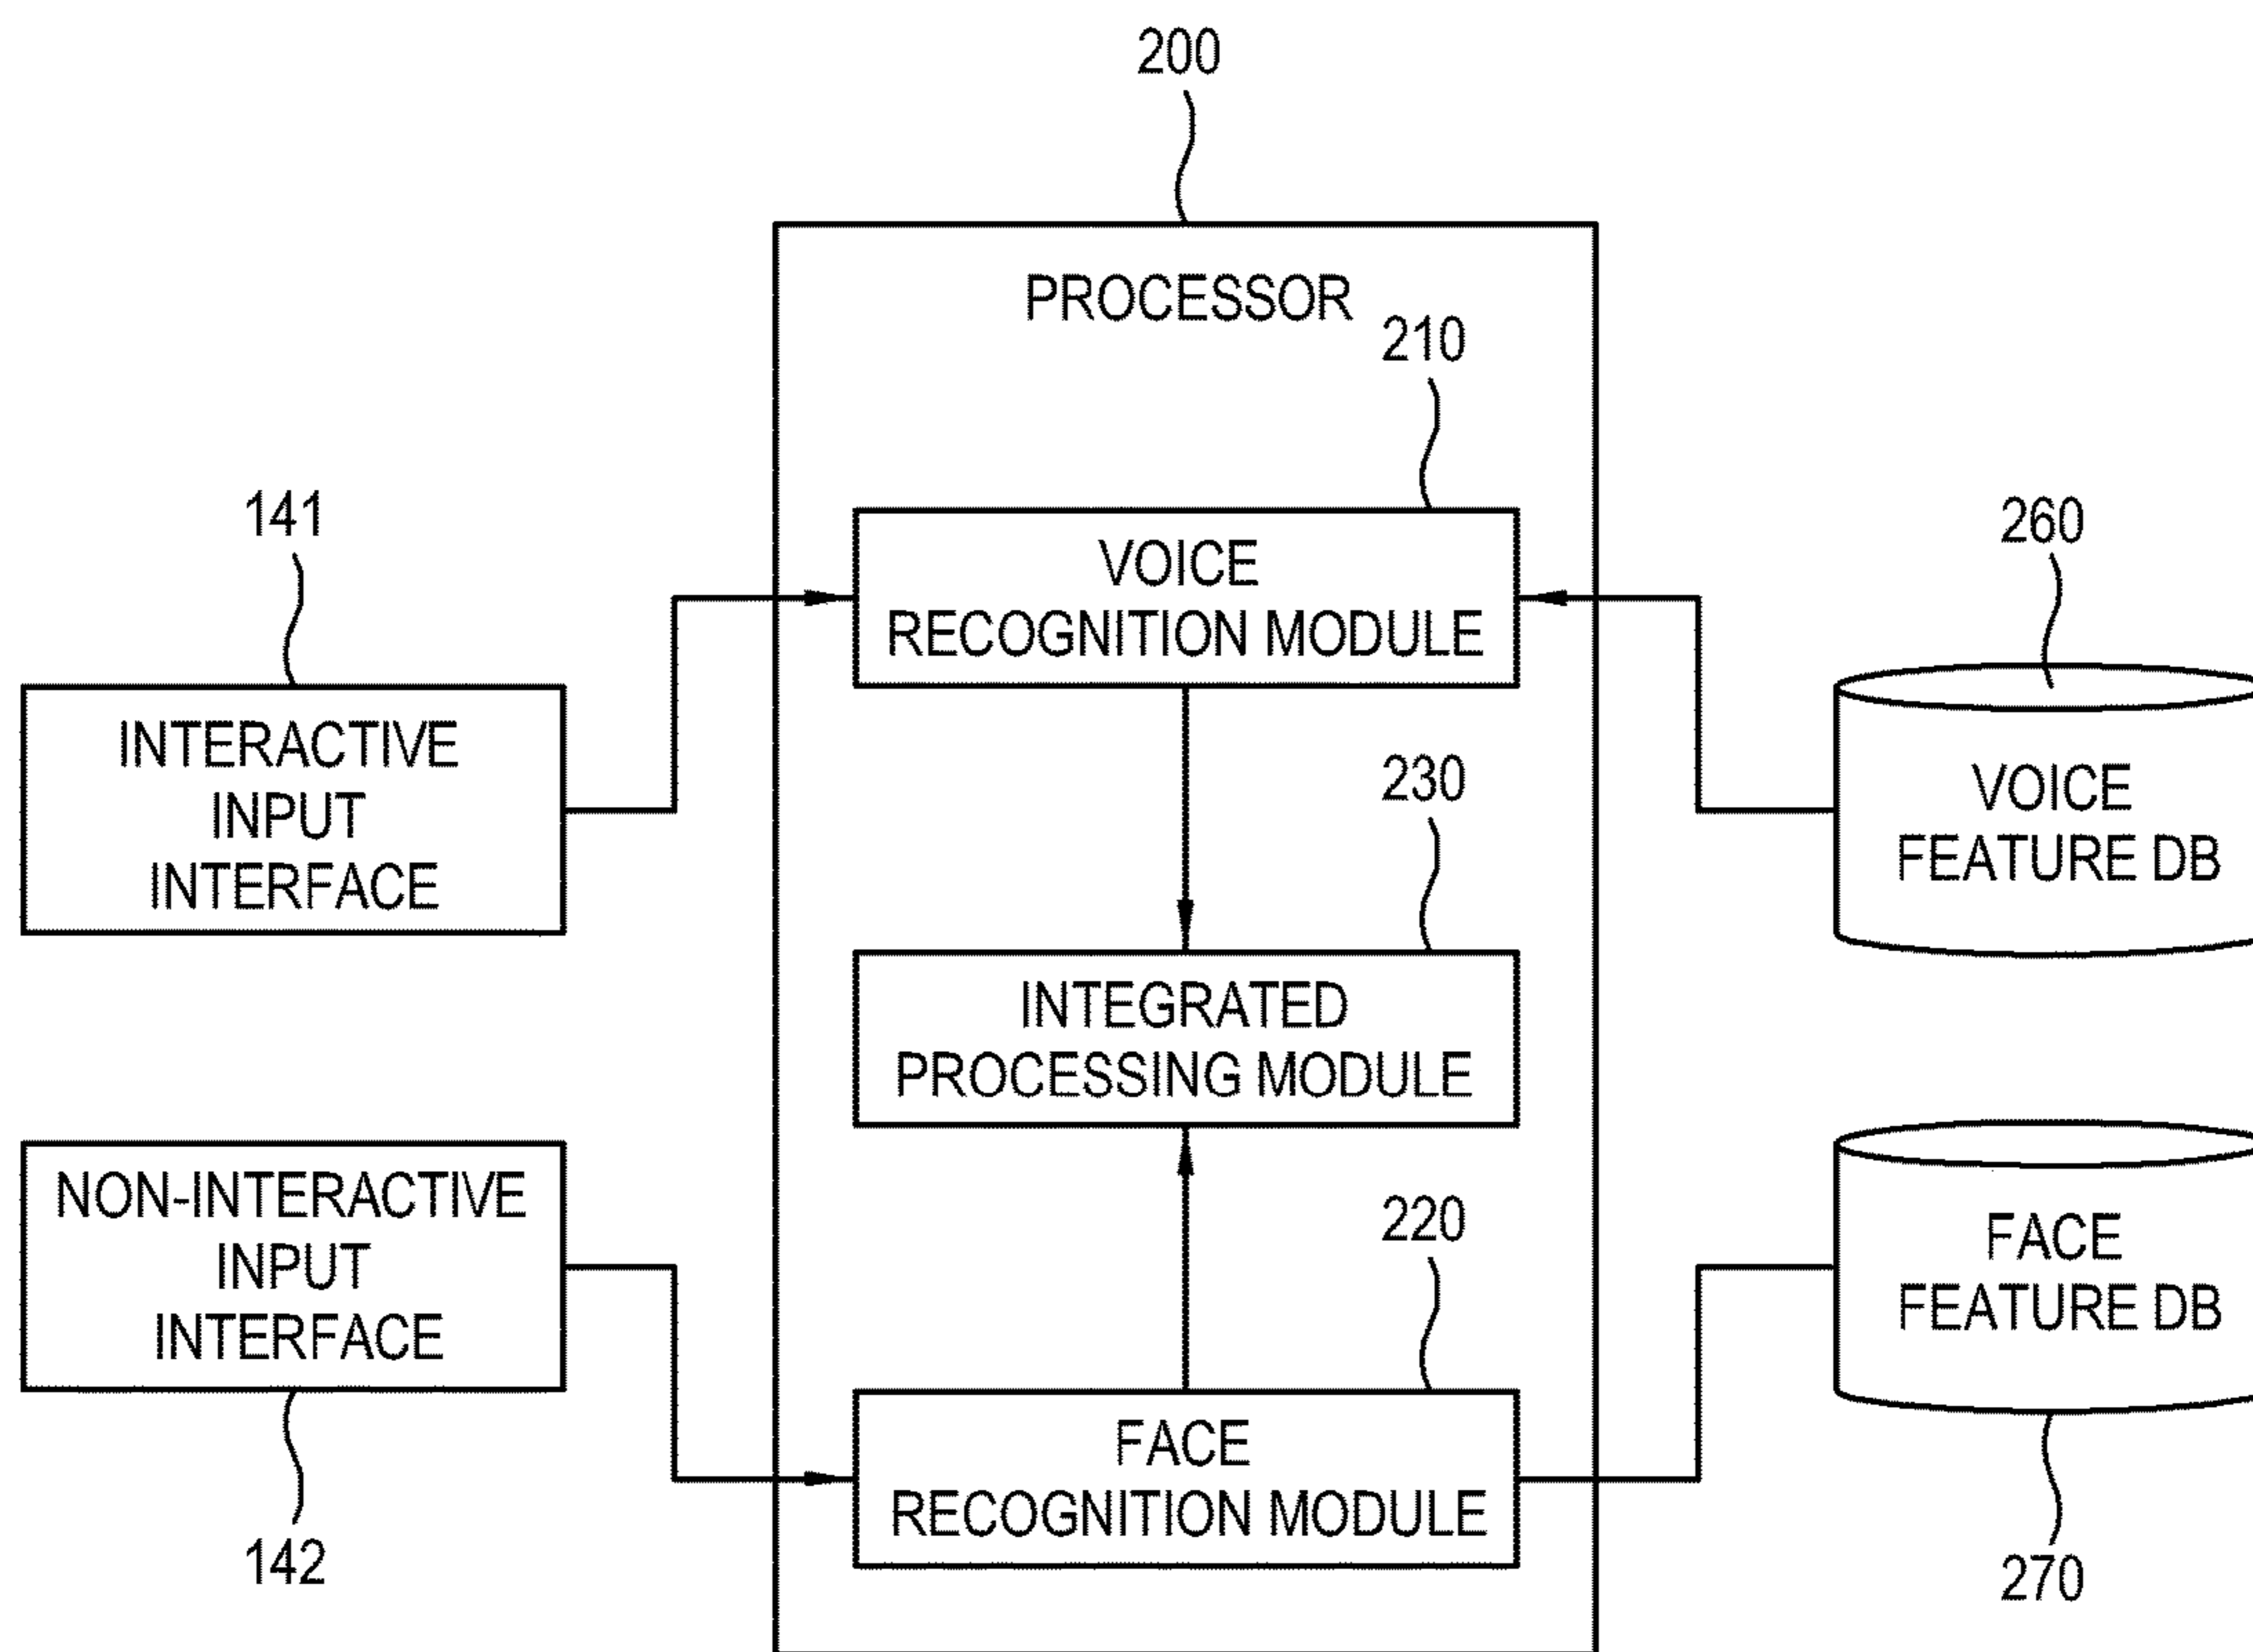 200
PROCESSOR
210
VOICE
RECOGNITION MODULE
141
INTERACTIVE
INPUT
INTERFACE
260
VOICE
FEATURE DB
230
INTEGRATED
PROCESSING MODULE
NON-INTERACTIVE
INPUT
INTERFACE
142
220
FACE
RECOGNITION MODULE
FACE
FEATURE DB
270